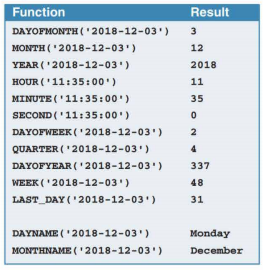 Function Result
DAYOFMONTH('2018-12-03') 3
MONTH('2018-12-03') 12
YEAR('2018-12-03') 2018
HOUR('11:35:00') 11
MINUTE('11:35:00') 35
SECOND('11:35:00') 0
DAYOFWEEK('2018-12-03') 2
QUARTER('2018-12-03') 4
DAYOFYEAR('2018-12-03') 337
WEEK('2018-12-03') 48
LAST_DAY('2018-12-03') 31
DAYNAME('2018-12-03') Monday
MONTHNAME('2018-12-03') December